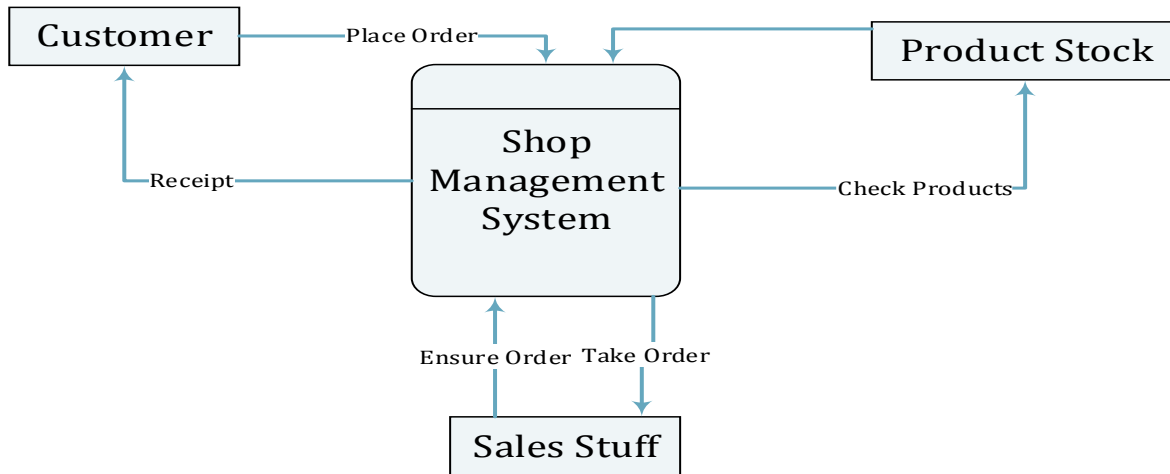 Customer
Place Order
Product Stock
Shop
Management
System
Receipt
Check Products
Ensure Order
Take Order
Sales Stuff